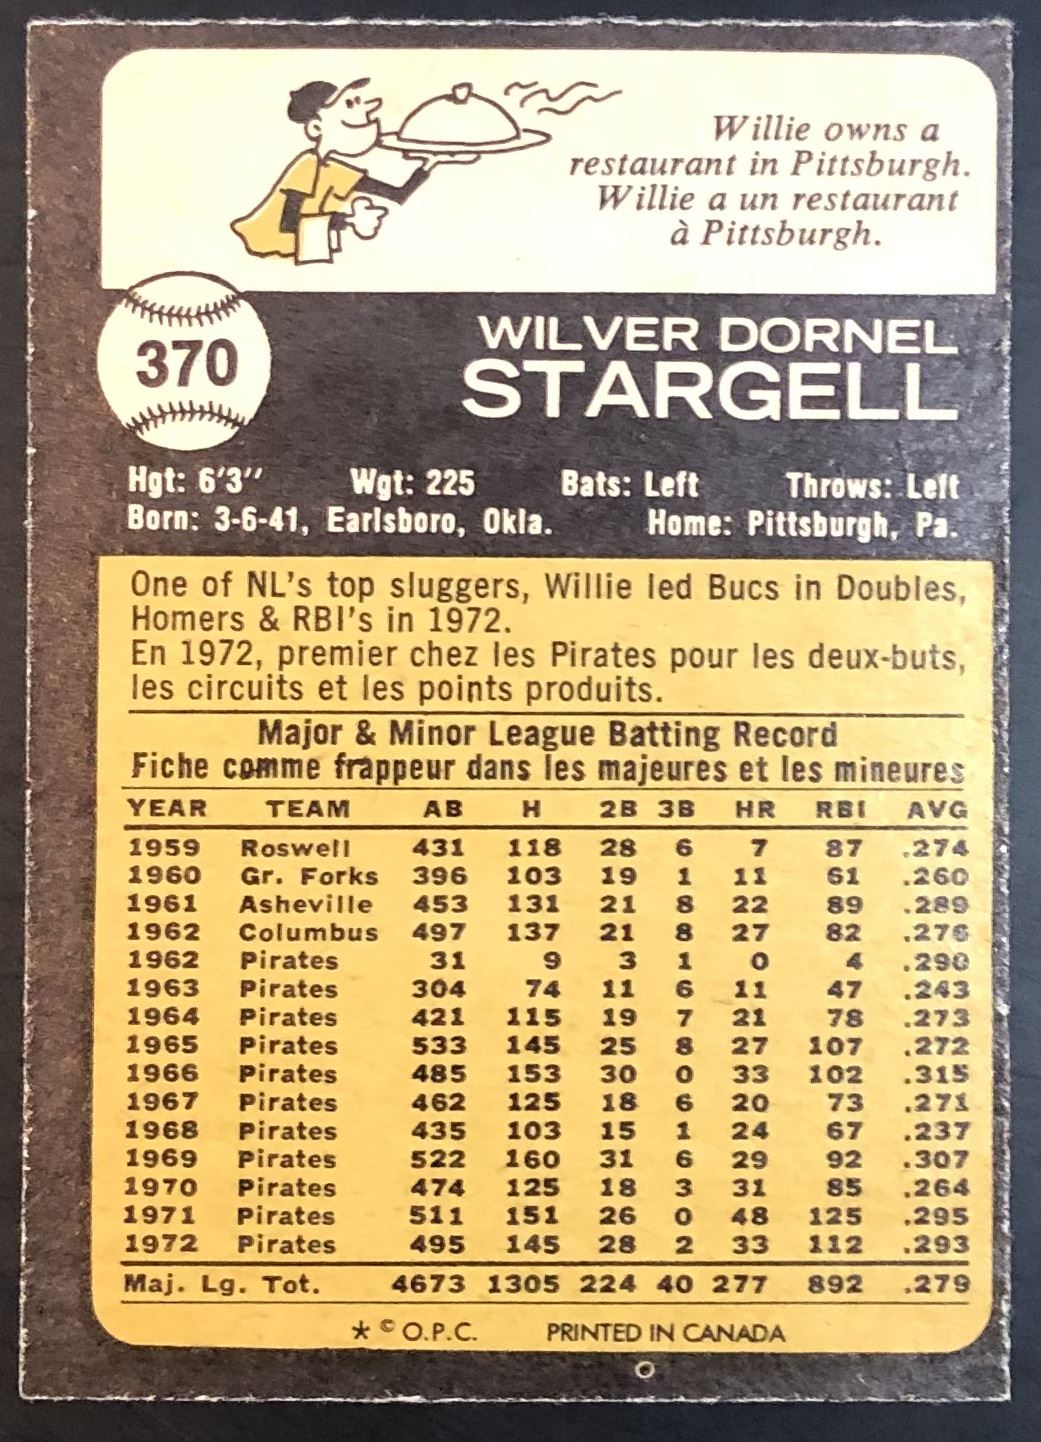 Willie owns a
restaurant in Pittsburgh.
Willie a un restaurant
à Pittsburgh.
370
WILVER DORNEL
STARGELL
Hgt: 6'3" Wgt: 225 Bats: Left Throws: Left
Born: 3-6-41, Earlsboro, Okla. Home: Pittsburgh, Pa.
One of NL's top sluggers, Willie led Bucs in Doubles,
Homers & RBI's in 1972.
En 1972, premier chez les Pirates pour les deux-buts,
les circuits et les points produits.
Major & Minor League Batting Record
Fiche comme frappeur dans les majeures et les mineures
YEAR TEAM AB H 2B 3B HR RBI AVG
1959 Roswell 431 118 28 6 7 87 .274
1960 Gr. Forks 396 103 19 1 11 61 .260
1961 Asheville 453 131 21 8 22 89 .289
1962 Columbus 497 137 21 8 27 82 .276
1962 Pirates 31 9 3 1 0 4 .290
1963 Pirates 304 74 11 6 11 47 .243
1964 Pirates 421 115 19 7 21 78 .273
1965 Pirates 533 145 25 8 27 107 .272
1966 Pirates 485 153 30 0 33 102 .315
1967 Pirates 462 125 18 6 20 73 .271
1968 Pirates 435 103 15 1 24 67 .237
1969 Pirates 522 160 31 6 29 92 .307
1970 Pirates 474 125 18 3 31 85 .264
1971 Pirates 511 151 26 0 48 125 .295
1972 Pirates 495 145 28 2 33 112 .293
Maj. Lg. Tot. 4673 1305 224 40 277 892 .279
* © O.P.C. PRINTED IN CANADA